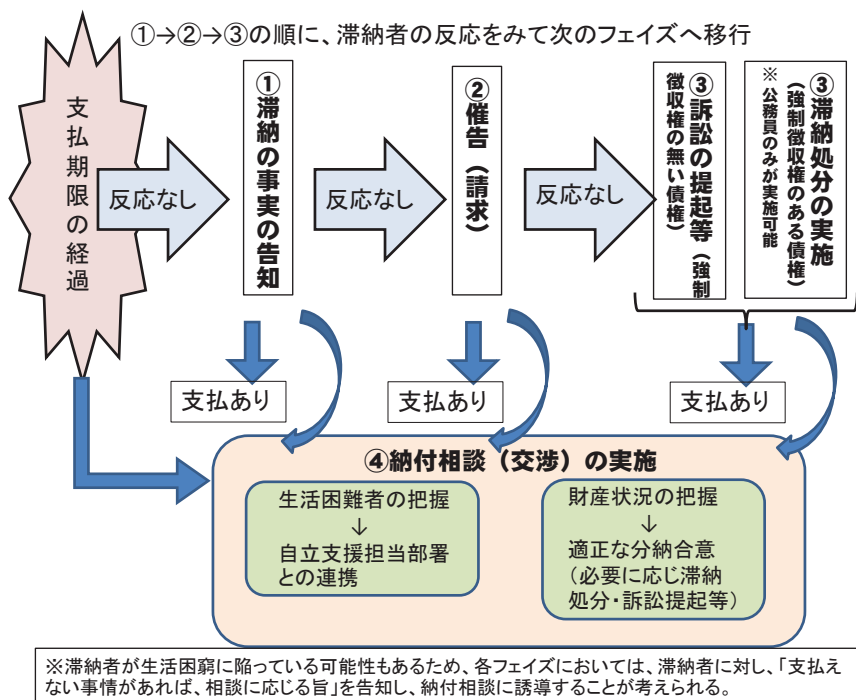 ①→②→③の順に、滞納者の反応をみて次のフェイズへ移行
支払期限の経過
反応なし
①滞納の事実の告知
反応なし
②催告（請求）
反応なし
③訴訟の提起等（強制
徴収権の無い債権）
③滞納処分の実施
（強制徴収権のある債権）
※公務員のみが実施可能
支払あり
支払あり
支払あり
④納付相談（交渉）の実施
生活困難者の把握
↓
自立支援担当部署
との連携
財産状況の把握
↓
適正な分納合意
（必要に応じ滞納
処分・訴訟提起等）
※滞納者が生活困窮に陥っている可能性もあるため、各フェイズにおいては、滞納者に対し、「支払え
ない事情があれば、相談に応じる旨」を告知し、納付相談に誘導することが考えられる。